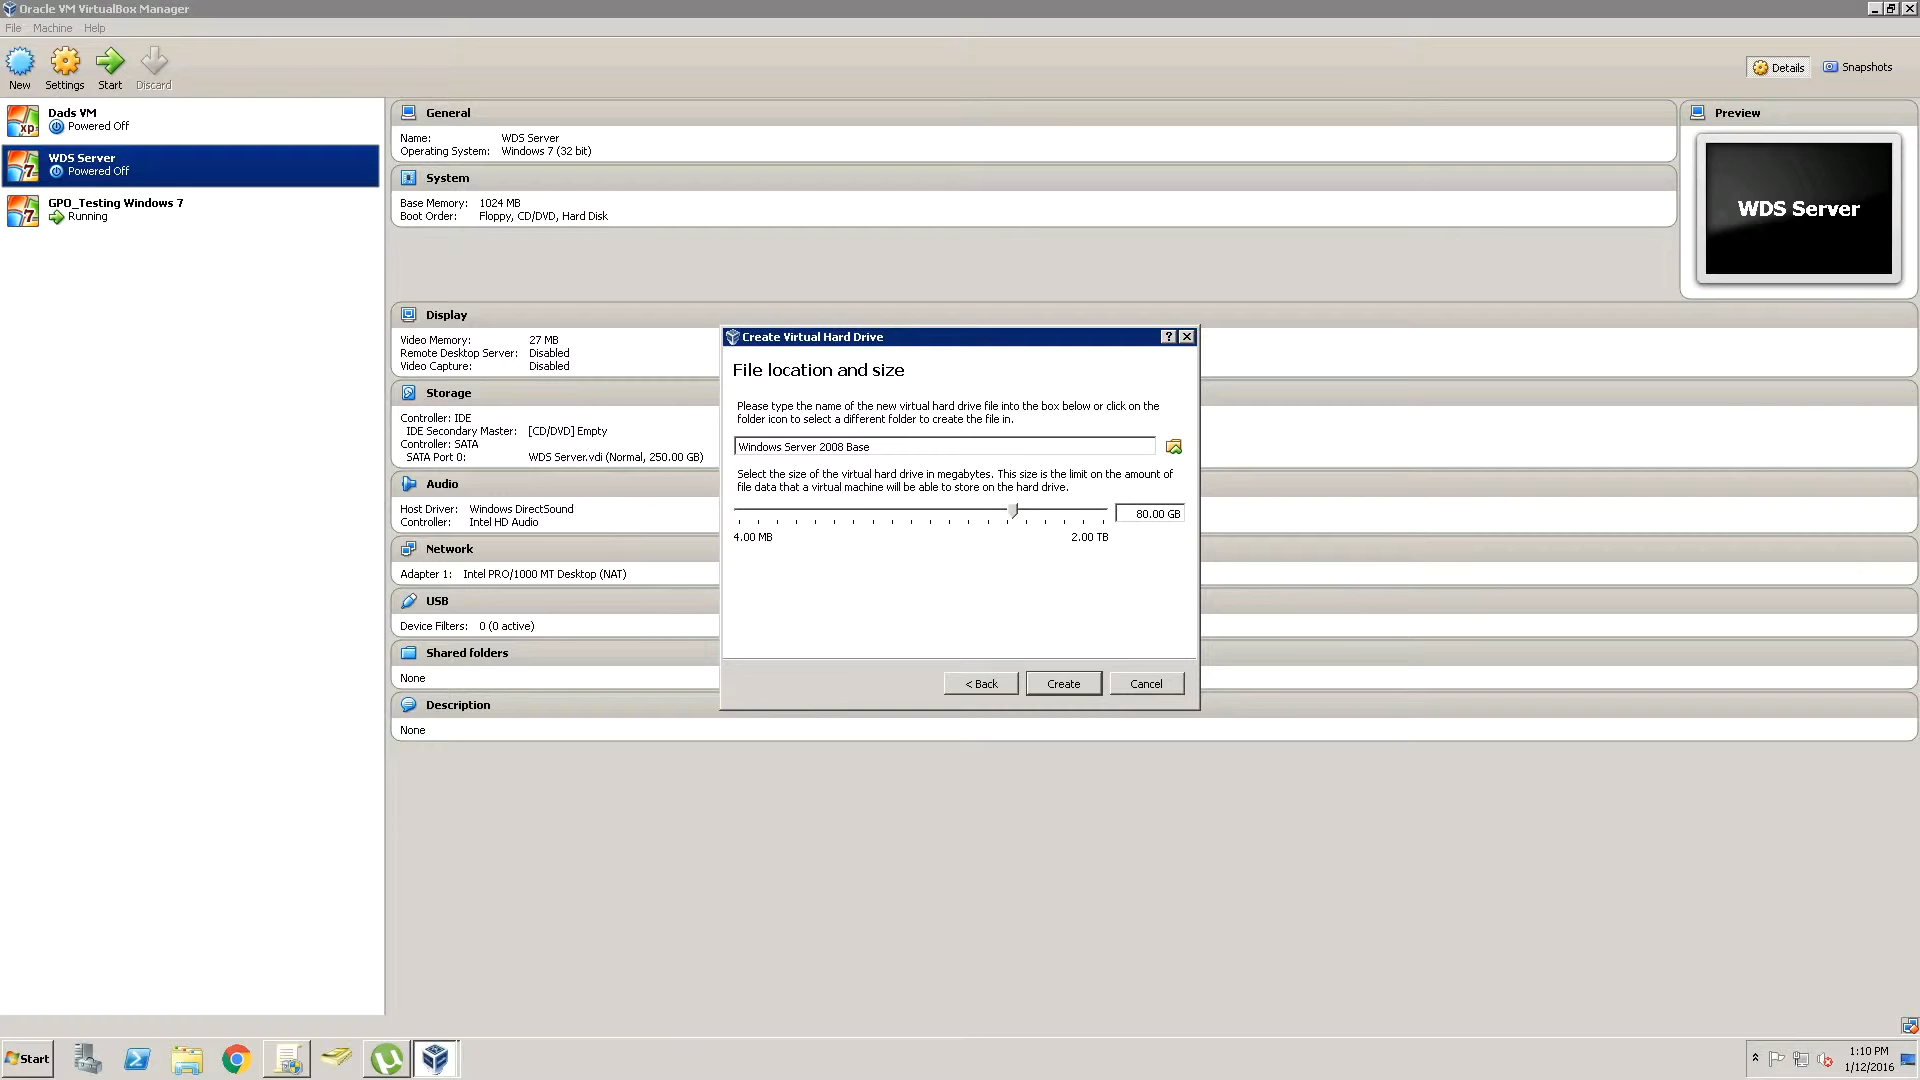 Oracle VM VirtualBox Manager
File Machine Help
New Settings Start Discard
Details Snapshots
Dads VM
Powered Off
WDS Server
Powered Off
GPO_Testing Windows 7
Running
xp
7
7
General
Name: WDS Server
Operating System: Windows 7 (32 bit)
System
Base Memory: 1024 MB
Boot Order: Floppy, CD/DVD, Hard Disk
Preview
WDS Server
Display
Video Memory: 27 MB
Remote Desktop Server: Disabled
Video Capture: Disabled
Storage
Controller: IDE
IDE Secondary Master: [CD/DVD] Empty
Controller: SATA
SATA Port 0: WDS Server.vdi (Normal, 250.00 GB)
Audio
Host Driver: Windows DirectSound
Controller: Intel HD Audio
Network
Adapter 1: Intel PRO/1000 MT Desktop (NAT)
USB
Device Filters: 0 (0 active)
Shared folders
None
Description
None
Create Virtual Hard Drive
File location and size
Please type the name of the new virtual hard drive file into the box below or click on the
folder icon to select a different folder to create the file in.
Windows Server 2008 Base
Select the size of the virtual hard drive in megabytes. This size is the limit on the amount of
file data that a virtual machine will be able to store on the hard drive.
80.00 GB
4.00 MB 2.00 TB
< Back Create Cancel
Start
1:10 PM
1/12/2016